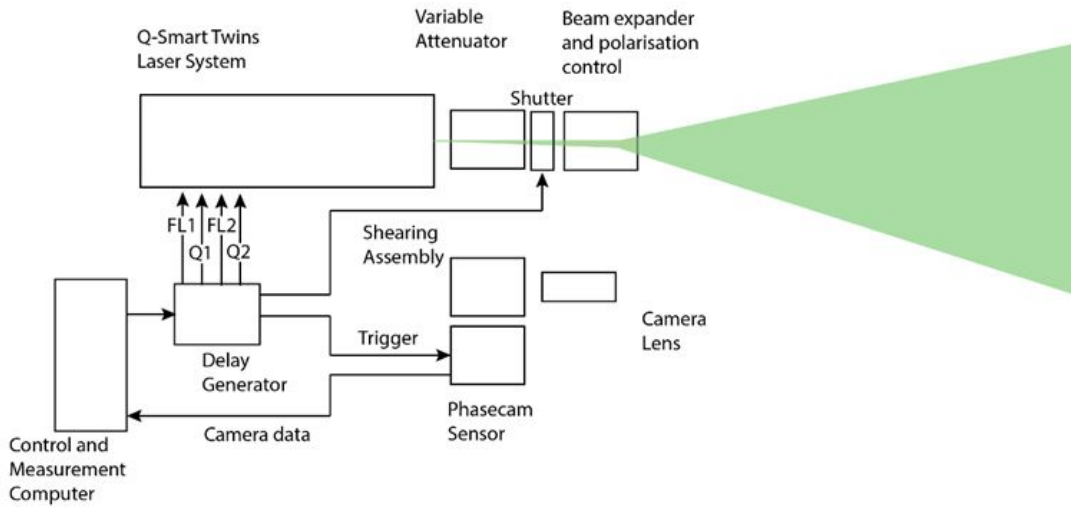 Q-Smart Twins
Laser System
Variable
Attenuator
Beam expander
and polarisation
control
Shutter
FL1
Q1
FL2
Q2
Shearing
Assembly
Camera
Lens
Trigger
Delay
Generator
Phasecam
Sensor
Camera data
Control and
Measurement
Computer